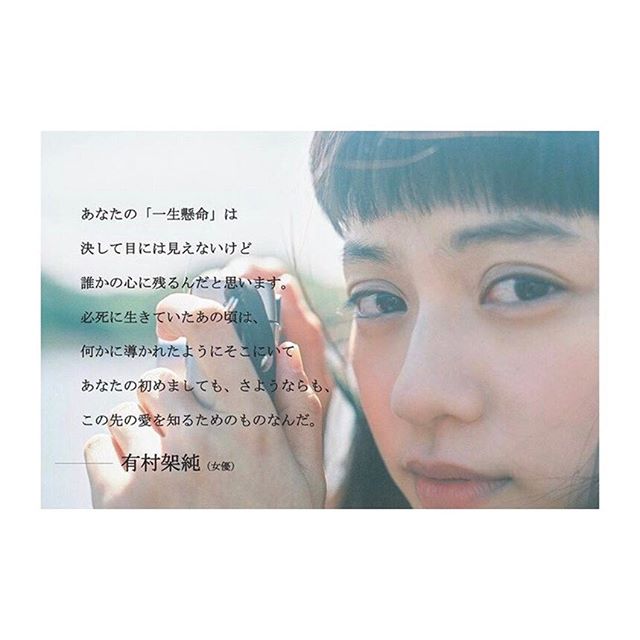 あなたの「一生懸命」は
決して目には見えないけど
誰かの心に残るんだと思います。
必死に生きていたあの頃は、
何かに導かれたようにそこにいて
あなたの初めましても、さようならも、
この先の愛を知るためのものなんだ。
有村架純（女優）